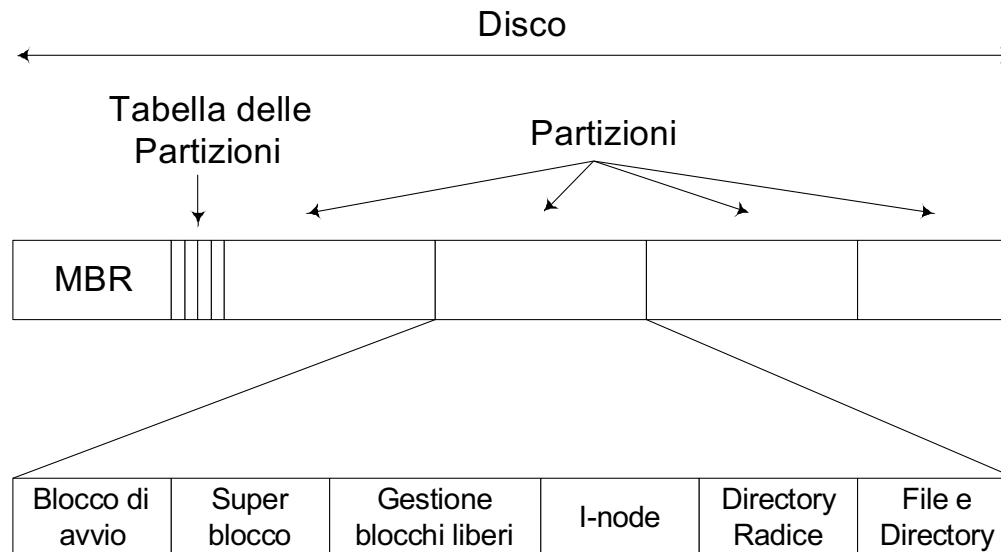 Disco
Tabella delle
Partizioni
Partizioni
MBR
Blocco di
avvio
Super
blocco
Gestione
blocchi liberi
I-node
Directory
Radice
File e
Directory